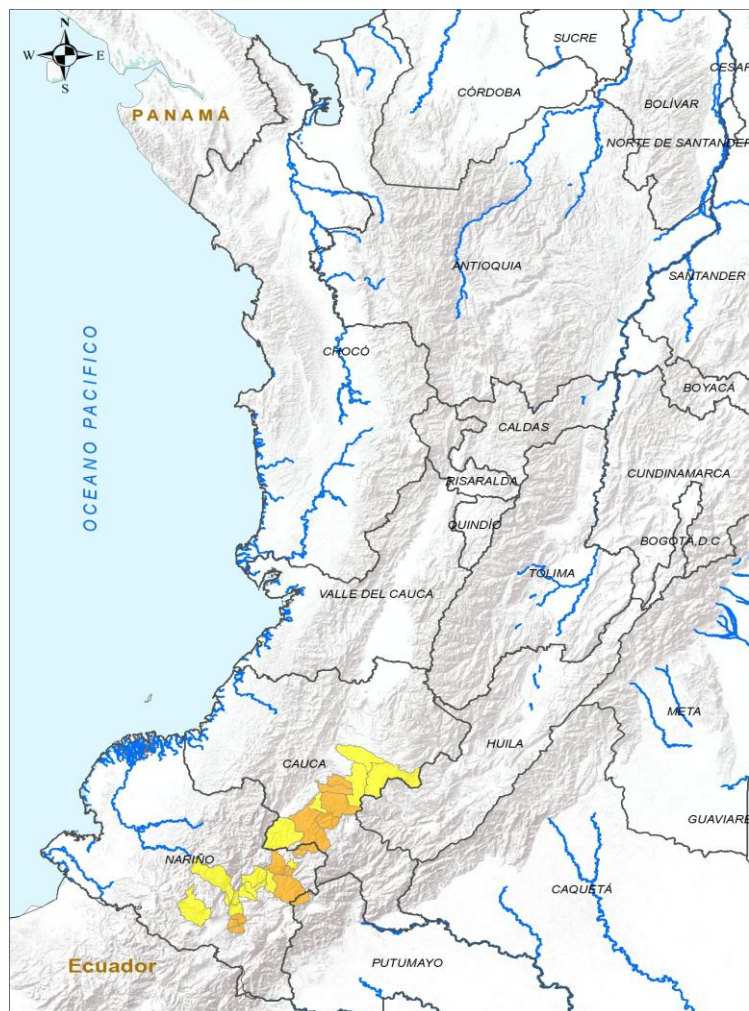 N
W E
S
SUCRE
CESAR
CÓRDOBA
BOLÍVAR
PANAMÁ
NORTE DE SANTANDER
ANTIOQUIA
SANTANDER
OCEANO PACIFICO
CHOCÓ
BOYACÁ
CALDAS
CUNDINAMARCA
RISARALDA
QUINDÍO
BOGOTÁ, D.C
TOLIMA
VALLE DEL CAUCA
META
HUILA
CAUCA
GUAVIARE
NARIÑO
CAQUETÁ
Ecuador
PUTUMAYO